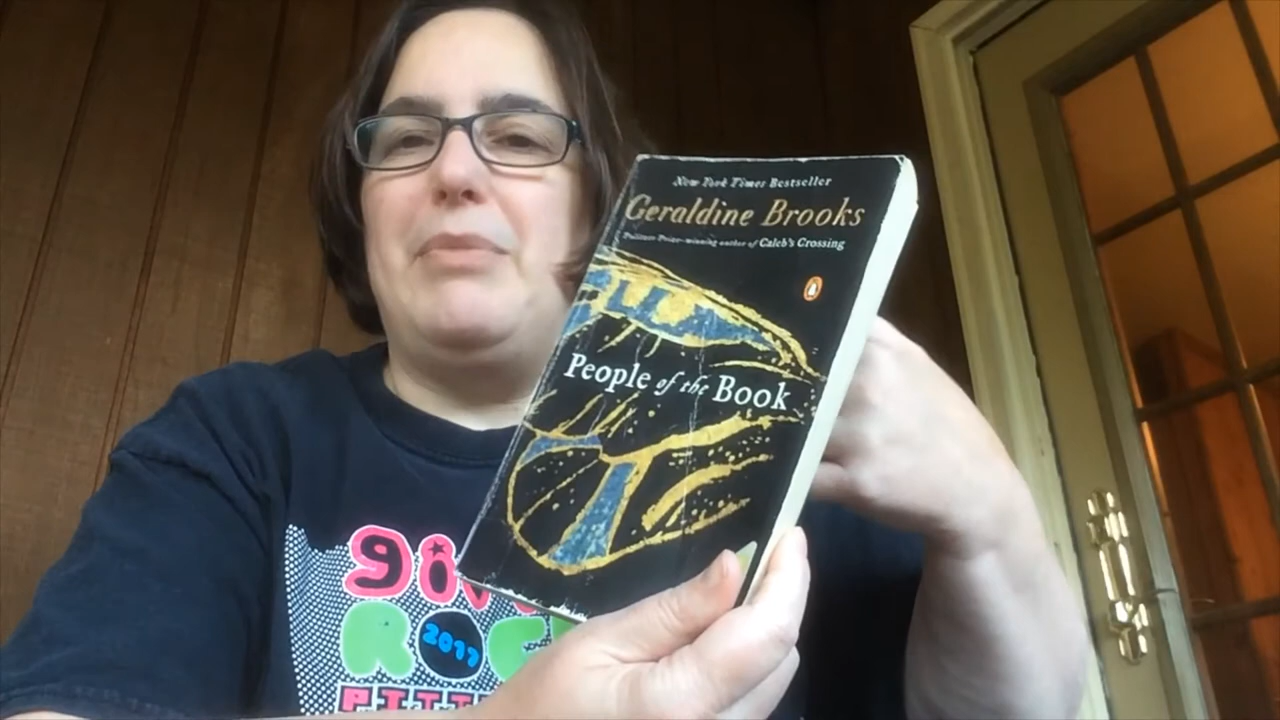 New York Times Bestseller
Geraldine Brooks
Pulitzer Prize–winning author of Caleb's Crossing
People of the Book
2017